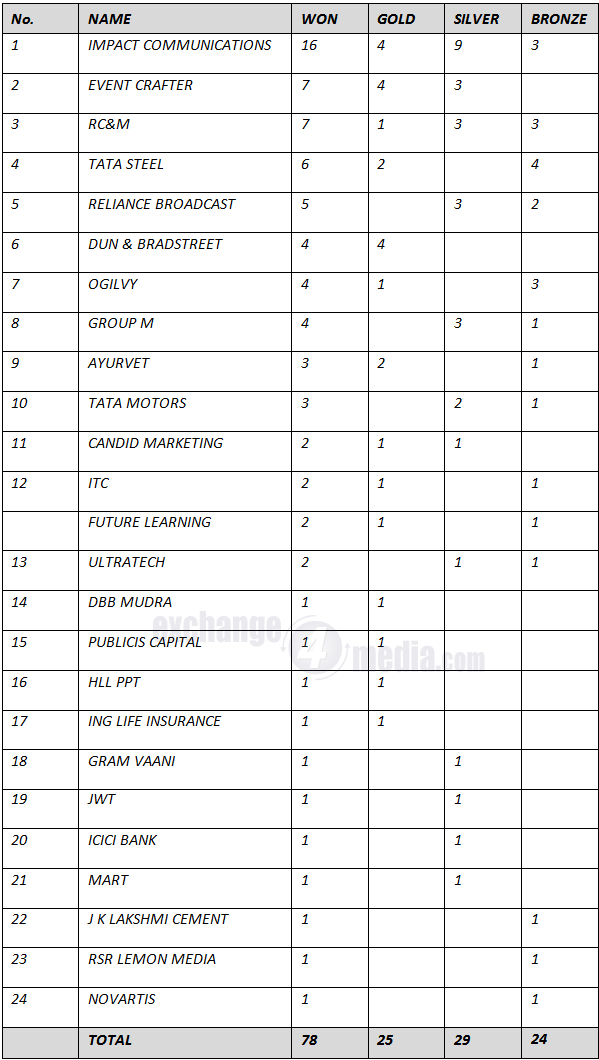 No. NAME WON GOLD SILVER BRONZE
1 IMPACT COMMUNICATIONS 16 4 9 3
2 EVENT CRAFTER 7 4 3
3 RC&M 7 1 3 3
4 TATA STEEL 6 2 4
5 RELIANCE BROADCAST 5 3 2
6 DUN & BRADSTREET 4 4
7 OGILVY 4 1 3
8 GROUP M 4 3 1
9 AYURVET 3 2 1
10 TATA MOTORS 3 2 1
11 CANDID MARKETING 2 1 1
12 ITC 2 1 1
FUTURE LEARNING 2 1 1
13 ULTRATECH 2 1 1
14 DBB MUDRA 1 1
exchange4media.com
15 PUBLICIS CAPITAL 1 1
16 HLL PPT 1 1
17 ING LIFE INSURANCE 1 1
18 GRAM VAANI 1 1
19 JWT 1 1
20 ICICI BANK 1 1
21 MART 1 1
22 J K LAKSHMI CEMENT 1 1
23 RSR LEMON MEDIA 1 1
24 NOVARTIS 1 1
TOTAL 78 25 29 24